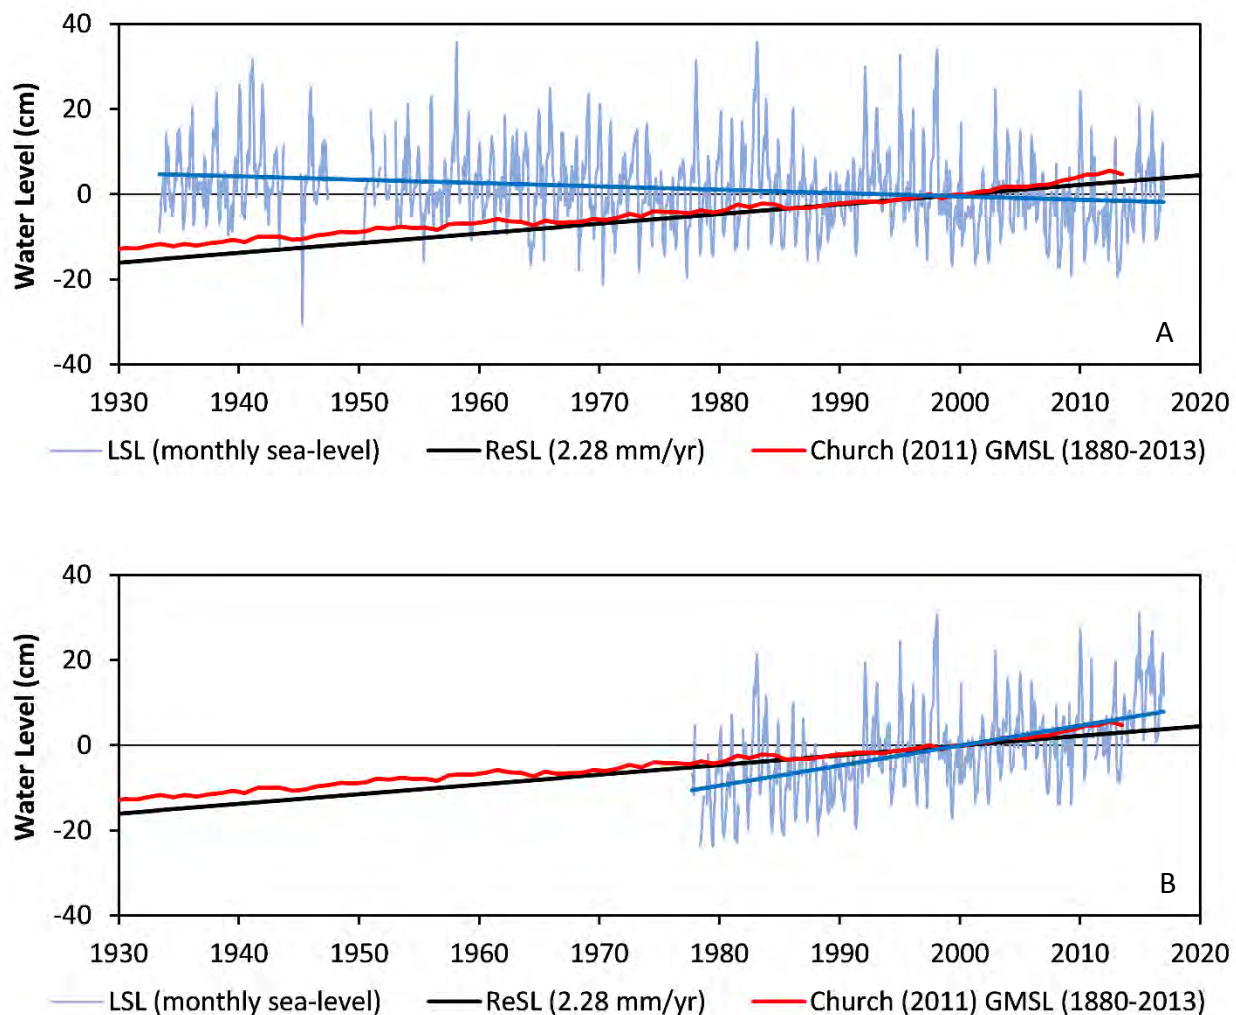 40
20
0
-20
-40
Water Level (cm)
A
1930 1940 1950 1960 1970 1980 1990 2000 2010 2020
LSL (monthly sea-level) ReSL (2.28 mm/yr) Church (2011) GMSL (1880-2013)
40
20
0
-20
-40
Water Level (cm)
B
1930 1940 1950 1960 1970 1980 1990 2000 2010 2020
LSL (monthly sea-level) ReSL (2.28 mm/yr) Church (2011) GMSL (1880-2013)